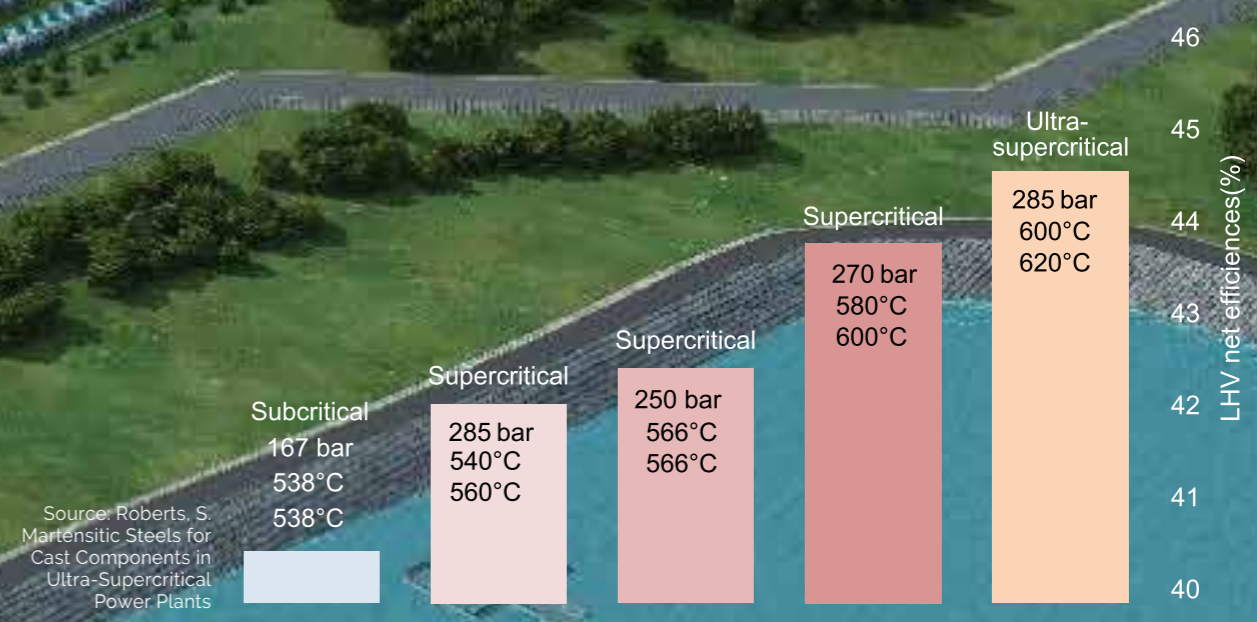 Subcritical
167 bar
538°C
538°C
Supercritical
285 bar
540°C
560°C
Supercritical
250 bar
566°C
566°C
Supercritical
270 bar
580°C
600°C
Ultra-
supercritical
285 bar
600°C
620°C
46
45
44
43
42
41
40
LHV net efficiences(%)
Source: Roberts, S.
Martensitic Steels for
Cast Components in
Ultra-Supercritical
Power Plants